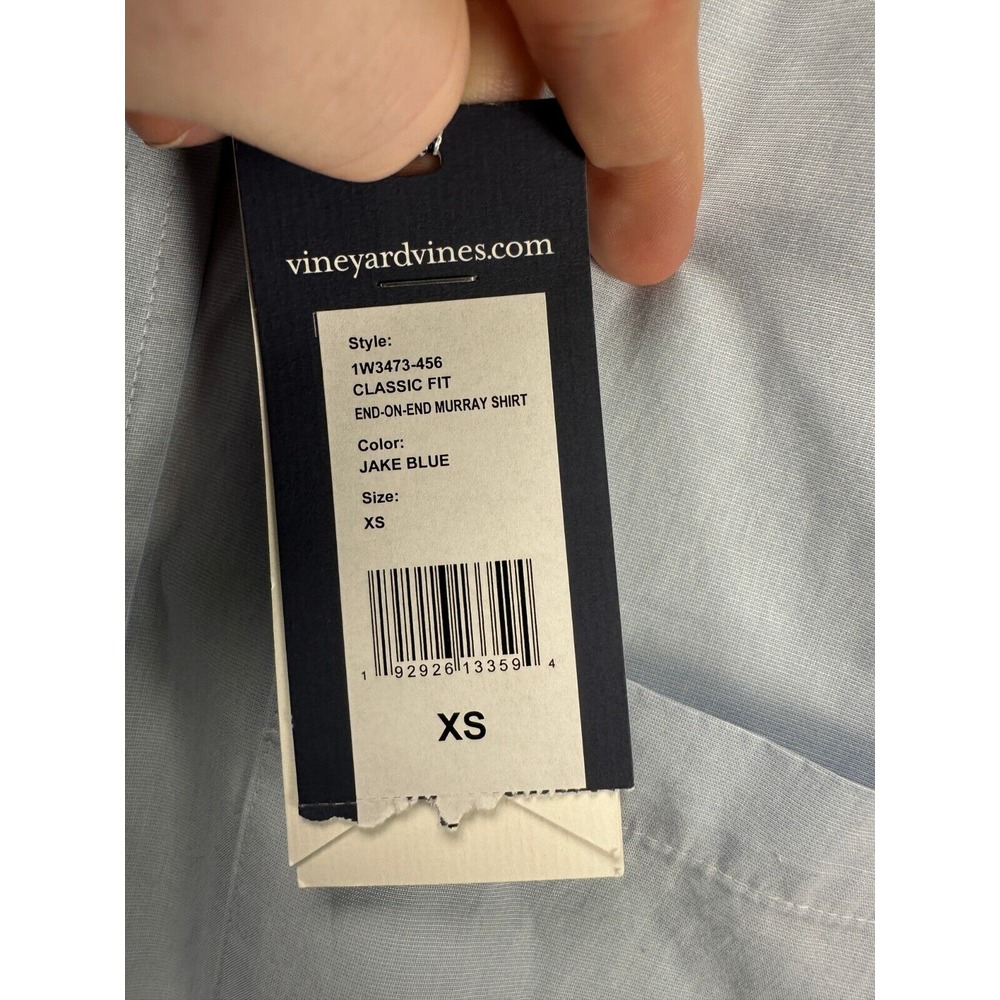 vineyardvines.com
Style:
1W3473-456
CLASSIC FIT
END-ON-END MURRAY SHIRT
Color:
JAKE BLUE
Size:
XS
1 92926 13359 4
XS